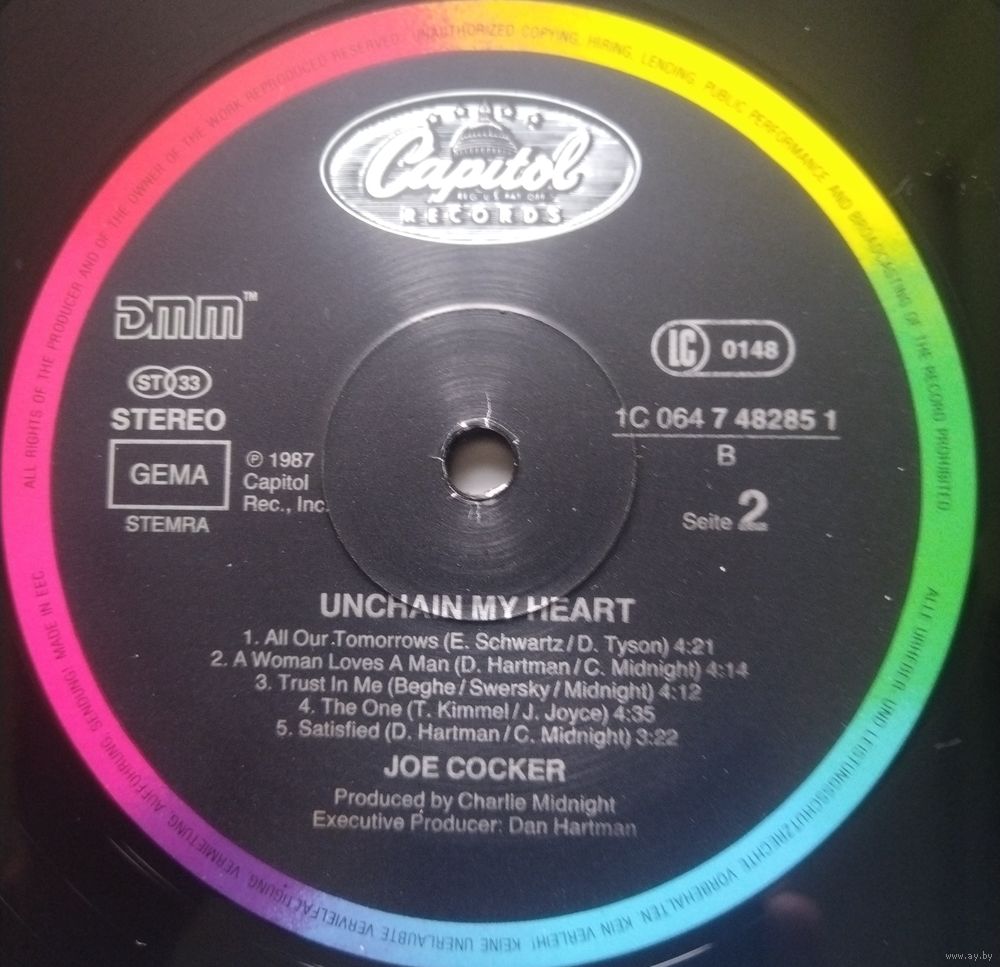 ALL RIGHTS OF THE PRODUCER AND OF THE OWNER OF THE WORK REPRODUCED RESERVED. UNAUTHORIZED COPYING, HIRING, LENDING, PUBLIC PERFORMANCE AND BROADCASTING OF THE RECORD PROHIBITED
Capitol
REG. U.S. PAT. OFF.
RECORDS
DMM™
LC 0148
ST 33
STEREO
GEMA
STEMRA
℗ 1987
Capitol
Rec., Inc.
1C 064 7 48285 1
B
Seite 2
UNCHAIN MY HEART
1. All Our Tomorrows (E. Schwartz/D. Tyson) 4:21
2. A Woman Loves A Man (D. Hartman/C. Midnight) 4:14
3. Trust In Me (Beghe/Swersky/Midnight) 4:12
4. The One (T. Kimmel/J. Joyce) 4:35
5. Satisfied (D. Hartman/C. Midnight) 3:22
JOE COCKER
Produced by Charlie Midnight
Executive Producer: Dan Hartman
ALLE URHEBER- UND LEISTUNGSSCHUTZRECHTE VORBEHALTEN. KEIN VERLEIH! KEINE UNERLAUBTE VERVIELFÄLTIGUNG, VERMIETUNG, AUFFÜHRUNG, SENDUNG! MADE IN EEC
www.ay.by